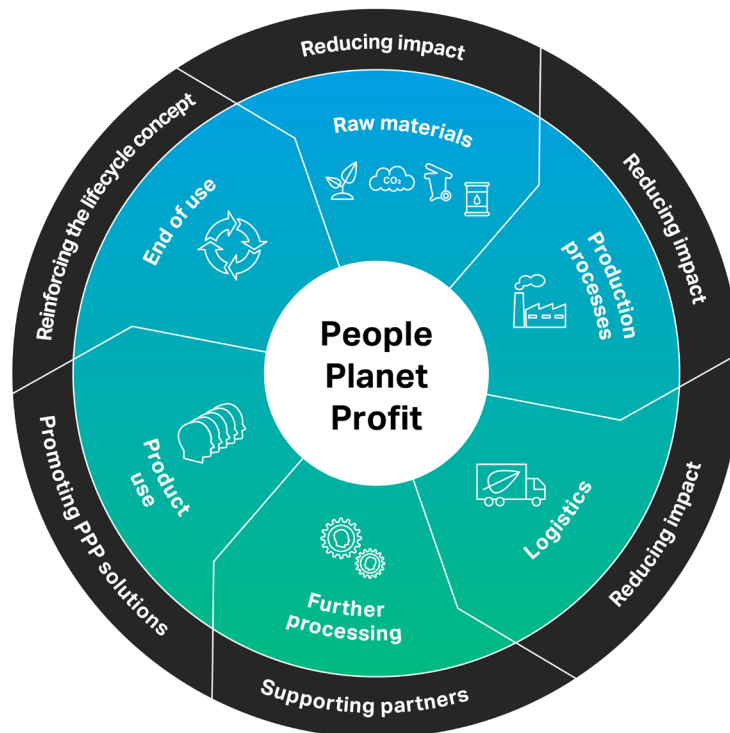 Reducing impact
Raw materials
CO₂
Reducing impact
Production
processes
Reducing impact
Logistics
Supporting partners
Further
processing
Promoting PPP solutions
Product
use
Reinforcing the lifecycle concept
End of use
People
Planet
Profit